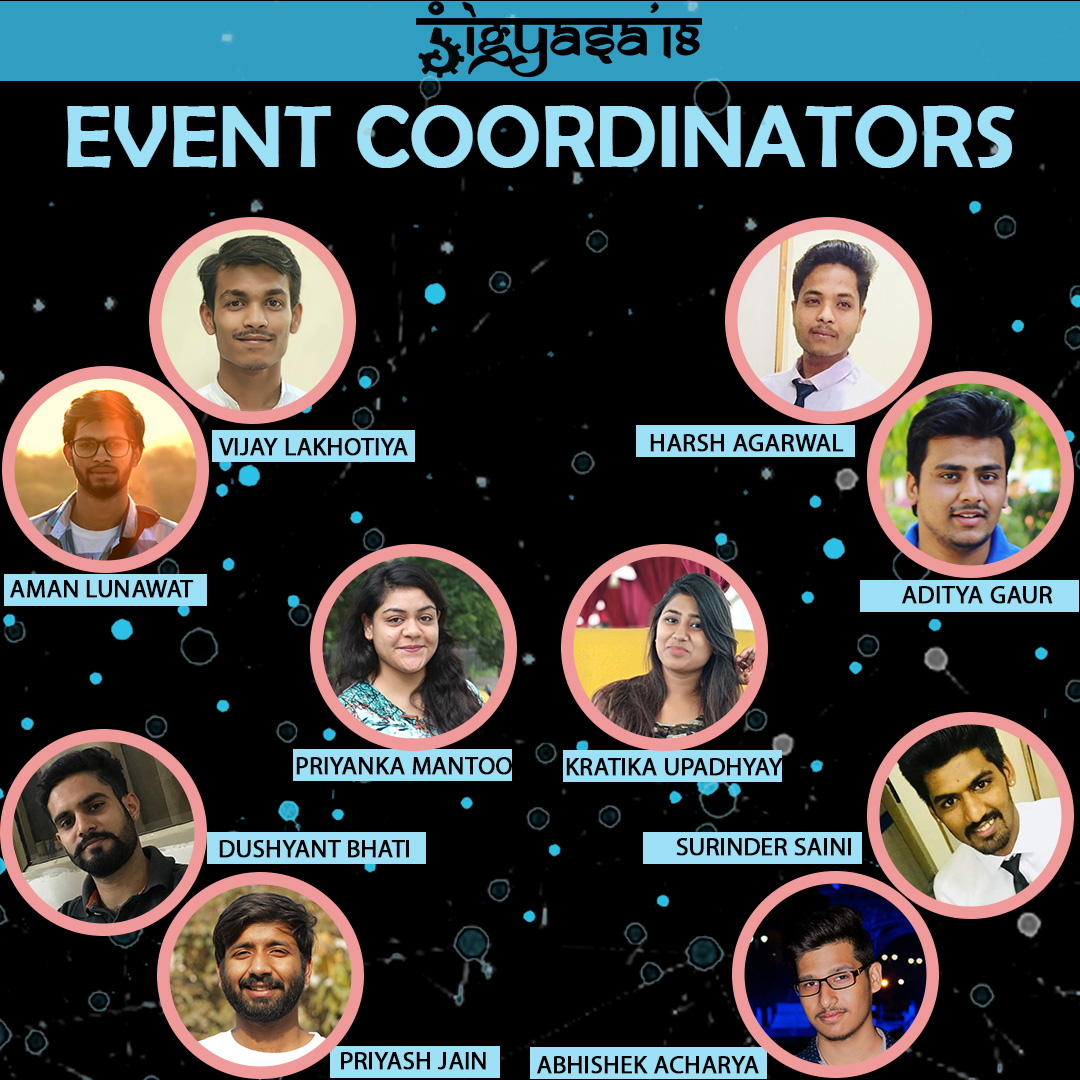 Jigyasa'18
EVENT COORDINATORS
VIJAY LAKHOTIYA
HARSH AGARWAL
AMAN LUNAWAT
ADITYA GAUR
PRIYANKA MANTOO
KRATIKA UPADHYAY
DUSHYANT BHATI
SURINDER SAINI
PRIYASH JAIN
ABHISHEK ACHARYA